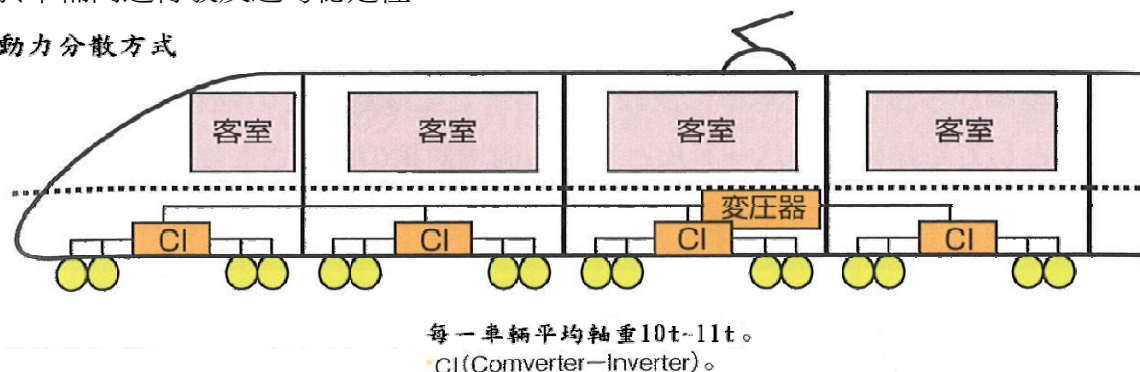 動力分散方式
客室 客室 客室 客室
変圧器
CI CI CI CI
每一車輛平均軸重10t~11t。
*CI(Comverter－Inverter)。